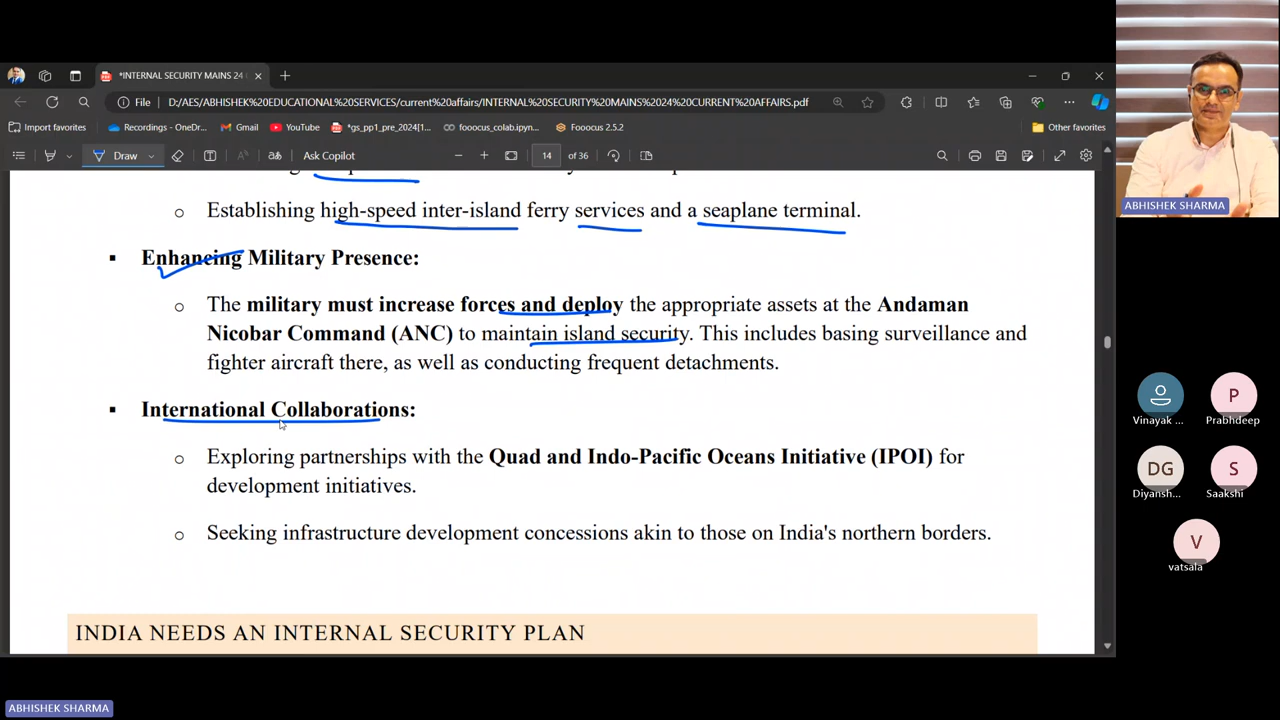 *INTERNAL SECURITY MAINS 24
File D:/AES/ABHISHEK%20EDUCATIONAL%20SERVICES/current%20affairs/INTERNAL%20SECURITY%20MAINS%202024%20CURRENT%20AFFAIRS.pdf
Import favorites Recordings - OneDr... Gmail YouTube *gs_pp1_pre_2024[1... fooocus_colab.ipyn... Fooocus 2.5.2 Other favorites
Draw Ask Copilot 14 of 36
Establishing high-speed inter-island ferry services and a seaplane terminal.
Enhancing Military Presence:
The military must increase forces and deploy the appropriate assets at the Andaman
Nicobar Command (ANC) to maintain island security. This includes basing surveillance and
fighter aircraft there, as well as conducting frequent detachments.
International Collaborations:
Exploring partnerships with the Quad and Indo-Pacific Oceans Initiative (IPOI) for
development initiatives.
Seeking infrastructure development concessions akin to those on India's northern borders.
INDIA NEEDS AN INTERNAL SECURITY PLAN
ABHISHEK SHARMA
P
Vinayak ... Prabhdeep
DG S
Diyansh... Saakshi
V
vatsala
ABHISHEK SHARMA